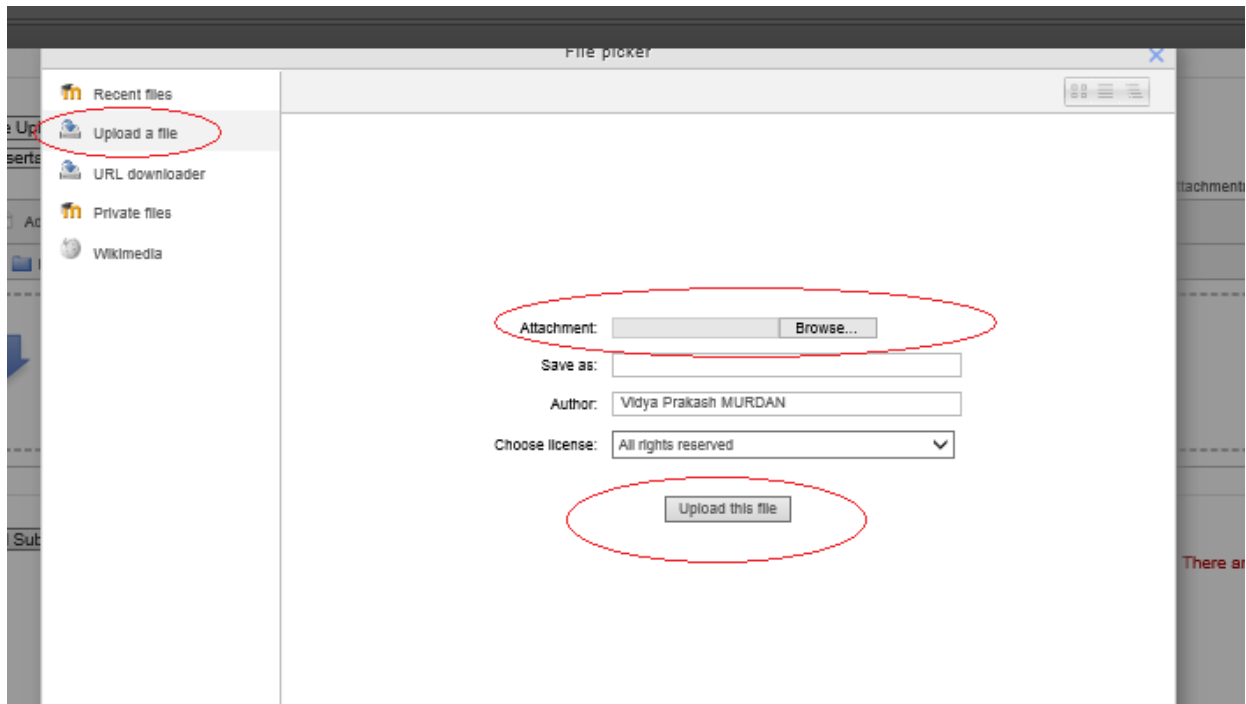 File picker
Recent files
Upload a file
URL downloader
Private files
Wikimedia
Attachment: Browse...
Save as:
Author: Vidya Prakash MURDAN
Choose license: All rights reserved
Upload this file
There